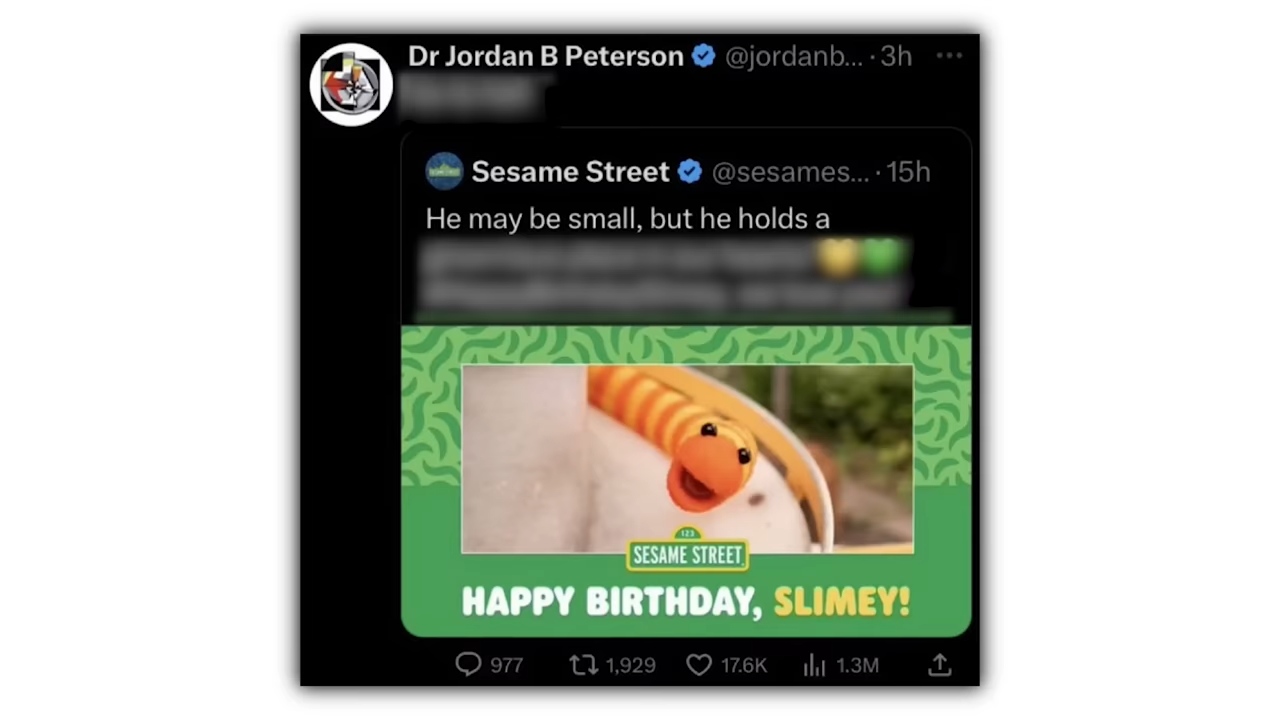 Dr Jordan B Peterson @jordanb... · 3h ...
Sesame Street @sesames... · 15h
He may be small, but he holds a
123
SESAME STREET
HAPPY BIRTHDAY, SLIMEY!
977 1,929 17.6K 1.3M